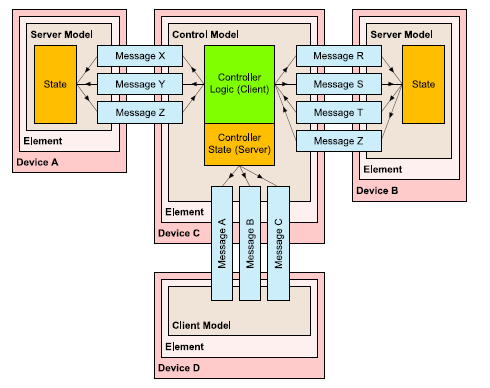 Server Model
State
Element
Device A
Message X
Message Y
Message Z
Control Model
Controller
Logic (Client)
Controller
State (Server)
Element
Device C
Message R
Message S
Message T
Message Z
Server Model
State
Element
Device B
Message A
Message B
Message C
Client Model
Element
Device D